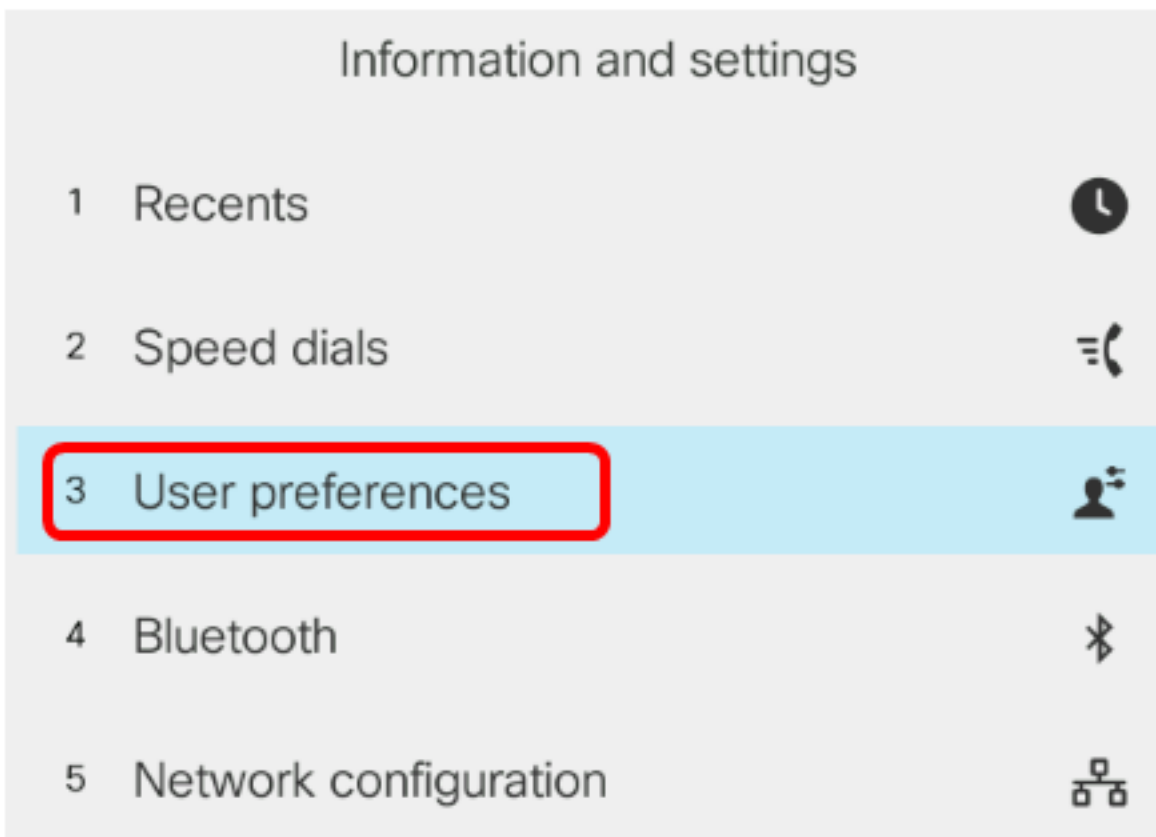 Information and settings
1 Recents
2 Speed dials
3 User preferences
4 Bluetooth
5 Network configuration